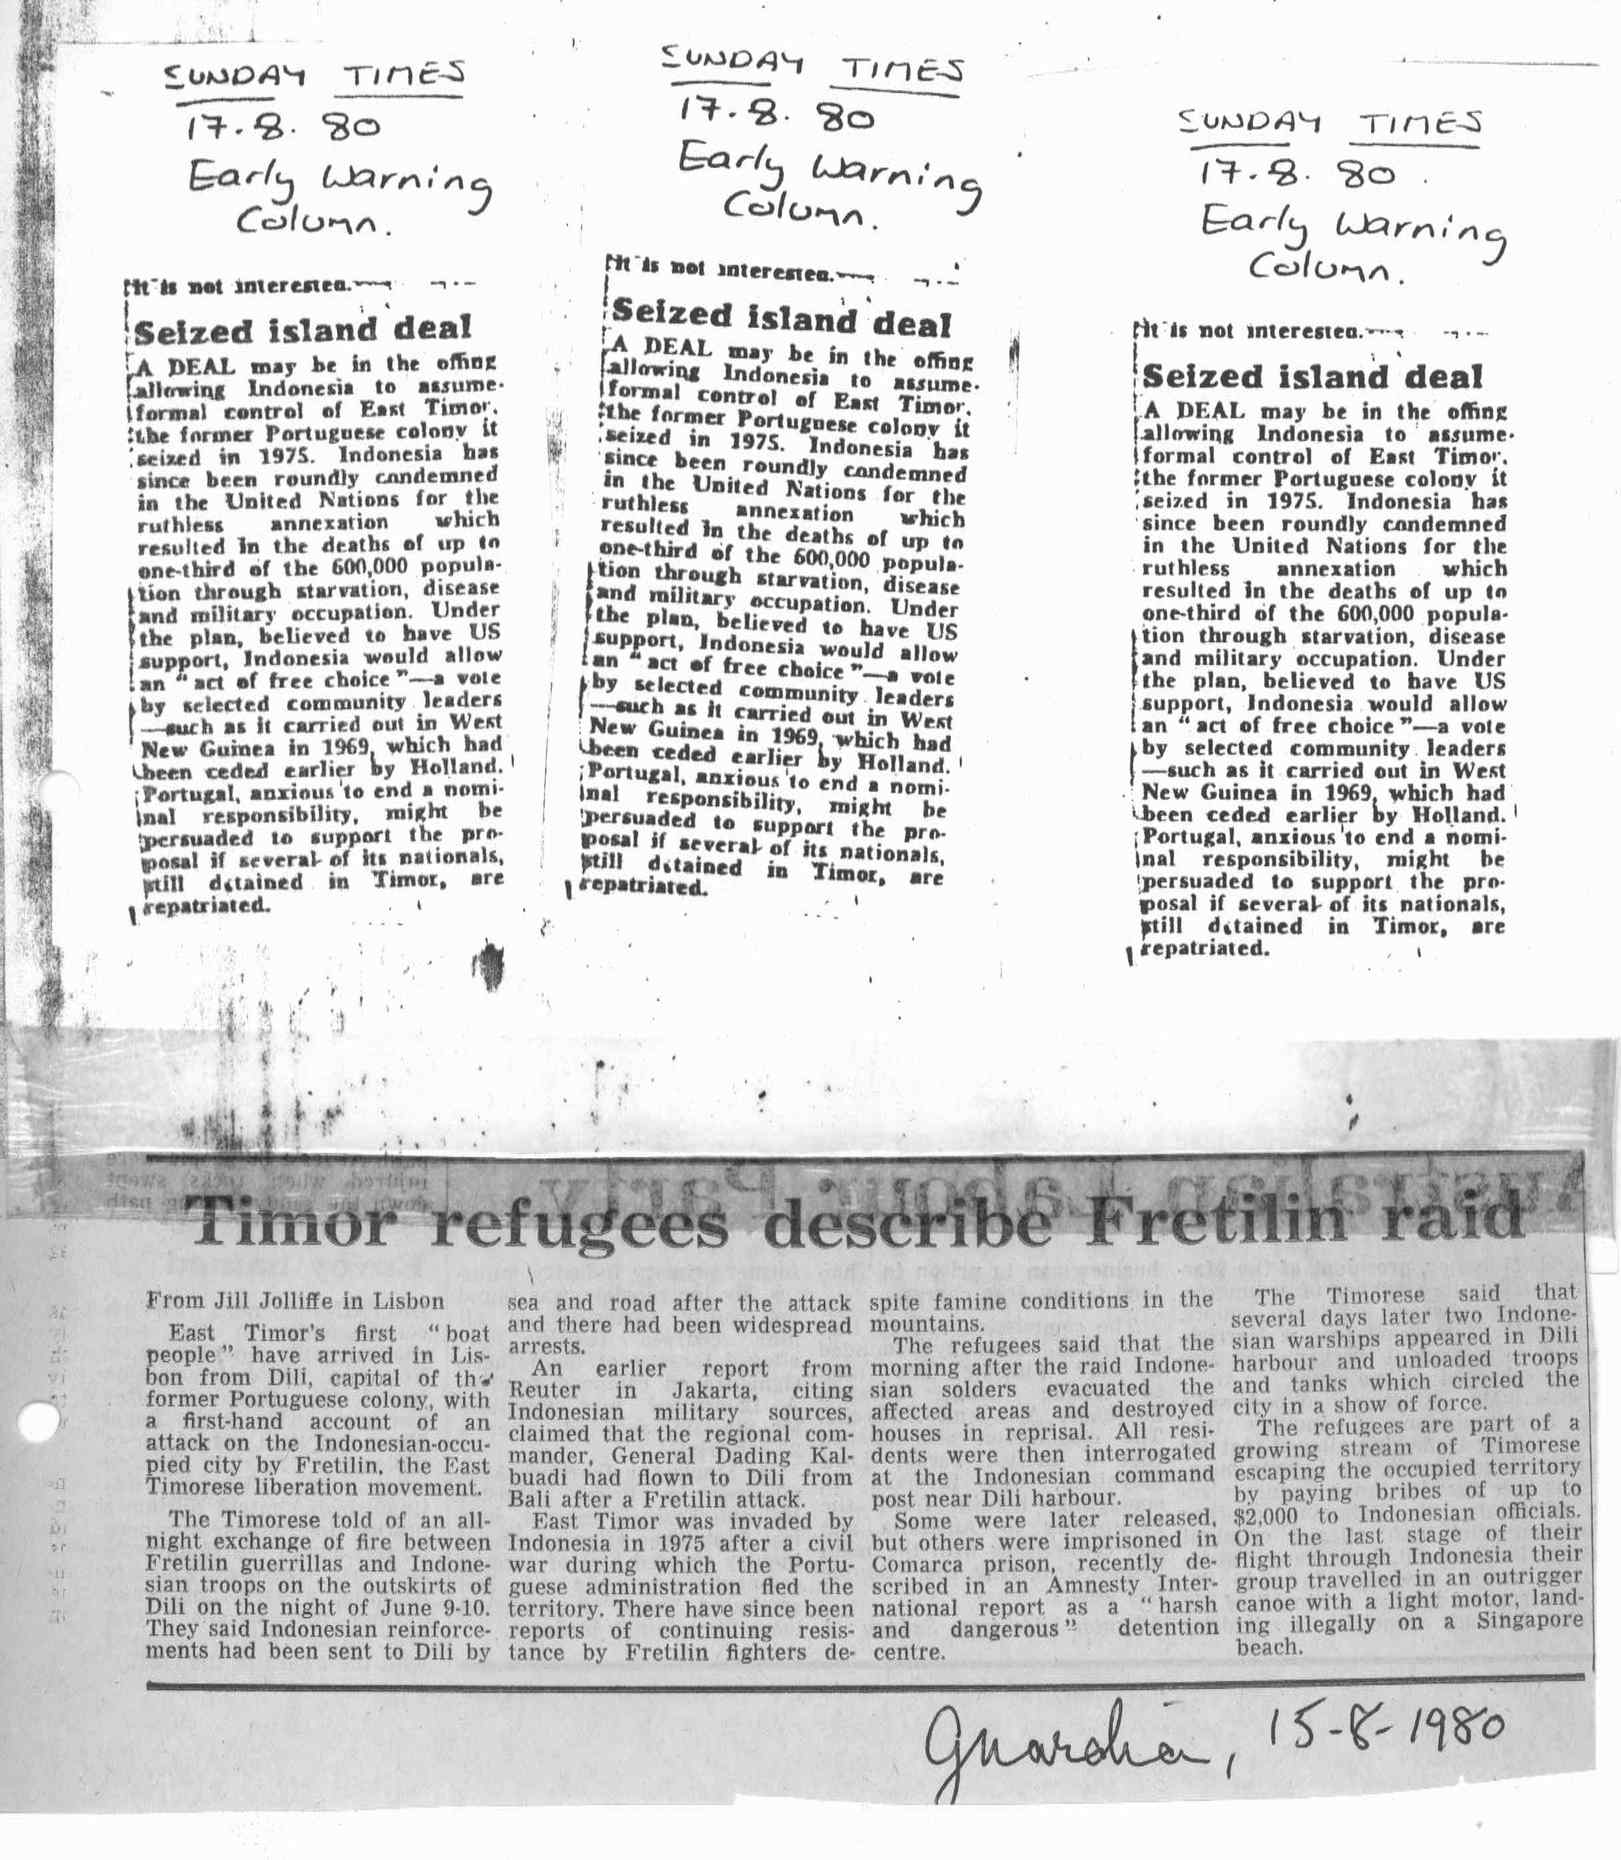 SUNDAY TIMES
17.8.80
Early Warning
Column.
it is not interested.
Seized island deal
A DEAL may be in the offing
allowing Indonesia to assume
formal control of East Timor,
the former Portuguese colony it
seized in 1975. Indonesia has
since been roundly condemned
in the United Nations for the
ruthless annexation which
resulted in the deaths of up to
one-third of the 600,000 popula-
tion through starvation, disease
and military occupation. Under
the plan, believed to have US
support, Indonesia would allow
an "act of free choice"—a vote
by selected community leaders
—such as it carried out in West
New Guinea in 1969, which had
been ceded earlier by Holland.
Portugal, anxious to end a nomi-
nal responsibility, might be
persuaded to support the pro-
posal if several of its nationals,
still detained in Timor, are
repatriated.
SUNDAY TIMES
17.8.80
Early Warning
Column.
it is not interested.
Seized island deal
A DEAL may be in the offing
allowing Indonesia to assume
formal control of East Timor,
the former Portuguese colony it
seized in 1975. Indonesia has
since been roundly condemned
in the United Nations for the
ruthless annexation which
resulted in the deaths of up to
one-third of the 600,000 popula-
tion through starvation, disease
and military occupation. Under
the plan, believed to have US
support, Indonesia would allow
an "act of free choice"—a vote
by selected community leaders
—such as it carried out in West
New Guinea in 1969, which had
been ceded earlier by Holland.
Portugal, anxious to end a nomi-
nal responsibility, might be
persuaded to support the pro-
posal if several of its nationals,
still detained in Timor, are
repatriated.
SUNDAY TIMES
17.8.80
Early Warning
Column.
it is not interested.
Seized island deal
A DEAL may be in the offing
allowing Indonesia to assume
formal control of East Timor,
the former Portuguese colony it
seized in 1975. Indonesia has
since been roundly condemned
in the United Nations for the
ruthless annexation which
resulted in the deaths of up to
one-third of the 600,000 popula-
tion through starvation, disease
and military occupation. Under
the plan, believed to have US
support, Indonesia would allow
an "act of free choice"—a vote
by selected community leaders
—such as it carried out in West
New Guinea in 1969, which had
been ceded earlier by Holland.
Portugal, anxious to end a nomi-
nal responsibility, might be
persuaded to support the pro-
posal if several of its nationals,
still detained in Timor, are
repatriated.
Timor refugees describe Fretilin raid
From Jill Jolliffe in Lisbon
East Timor's first "boat
people" have arrived in Lis-
bon from Dili, capital of the
former Portuguese colony, with
a first-hand account of an
attack on the Indonesian-occu-
pied city by Fretilin, the East
Timorese liberation movement.
The Timorese told of an all-
night exchange of fire between
Fretilin guerrillas and Indone-
sian troops on the outskirts of
Dili on the night of June 9-10.
They said Indonesian reinforce-
ments had been sent to Dili by
sea and road after the attack
and there had been widespread
arrests.
An earlier report from
Reuter in Jakarta, citing
Indonesian military sources,
claimed that the regional com-
mander, General Dading Kal-
buadi had flown to Dili from
Bali after a Fretilin attack.
East Timor was invaded by
Indonesia in 1975 after a civil
war during which the Portu-
guese administration fled the
territory. There have since been
reports of continuing resis-
tance by Fretilin fighters de-
spite famine conditions in the
mountains.
The refugees said that the
morning after the raid Indone-
sian solders evacuated the
affected areas and destroyed
houses in reprisal. All resi-
dents were then interrogated
at the Indonesian command
post near Dili harbour.
Some were later released,
but others were imprisoned in
Comarca prison, recently de-
scribed in an Amnesty Inter-
national report as a "harsh
and dangerous" detention
centre.
The Timorese said that
several days later two Indone-
sian warships appeared in Dili
harbour and unloaded troops
and tanks which circled the
city in a show of force.
The refugees are part of a
growing stream of Timorese
escaping the occupied territory
by paying bribes of up to
$2,000 to Indonesian officials.
On the last stage of their
flight through Indonesia their
group travelled in an outrigger
canoe with a light motor, land-
ing illegally on a Singapore
beach.
Guardian, 15-8-1980